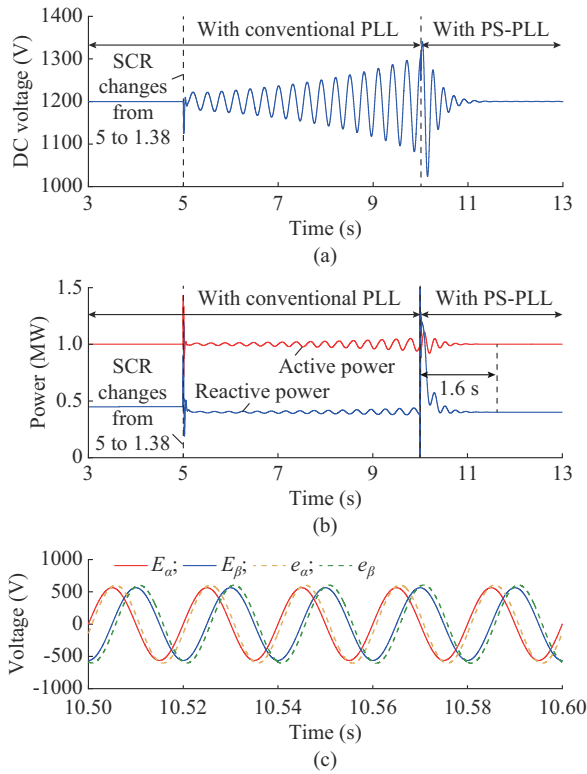 1400
With conventional PLL
With PS-PLL
1300
SCR
changes
from
5 to 1.38
1200
1100
1000
DC voltage (V)
3 5 7 9 11 13
Time (s)
(a)
1.5
With conventional PLL
With PS-PLL
1.0
Active power
SCR
changes
from
5 to 1.38
Reactive power
1.6 s
0.5
0
Power (MW)
3 5 7 9 11 13
Time (s)
(b)
1000
Eα; Eβ; eα; eβ
500
0
-500
-1000
Voltage (V)
10.50 10.52 10.54 10.56 10.58 10.60
Time (s)
(c)